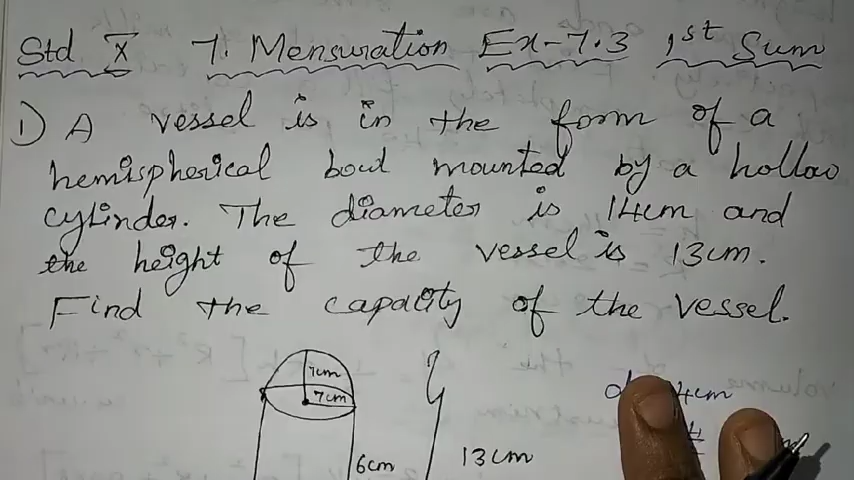 Std X 7. Mensuration Ex-7.3 1st Sum
1) A vessel is in the form of a
hemispherical bowl mounted by a hollow
cylinder. The diameter is 14cm and
the height of the vessel is 13cm.
Find the capacity of the vessel.
7cm
7cm
4cm
6cm
13cm